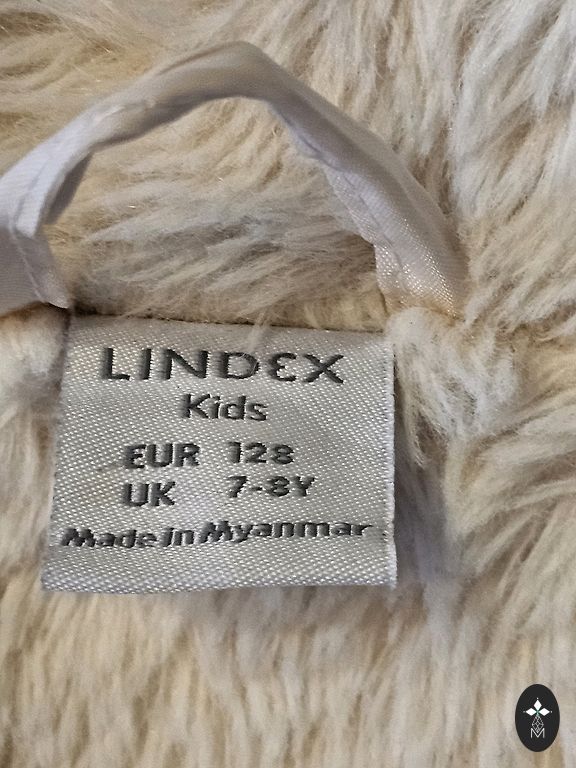 LINDEX
Kids
EUR 128
UK 7-8Y
Made in Myanmar